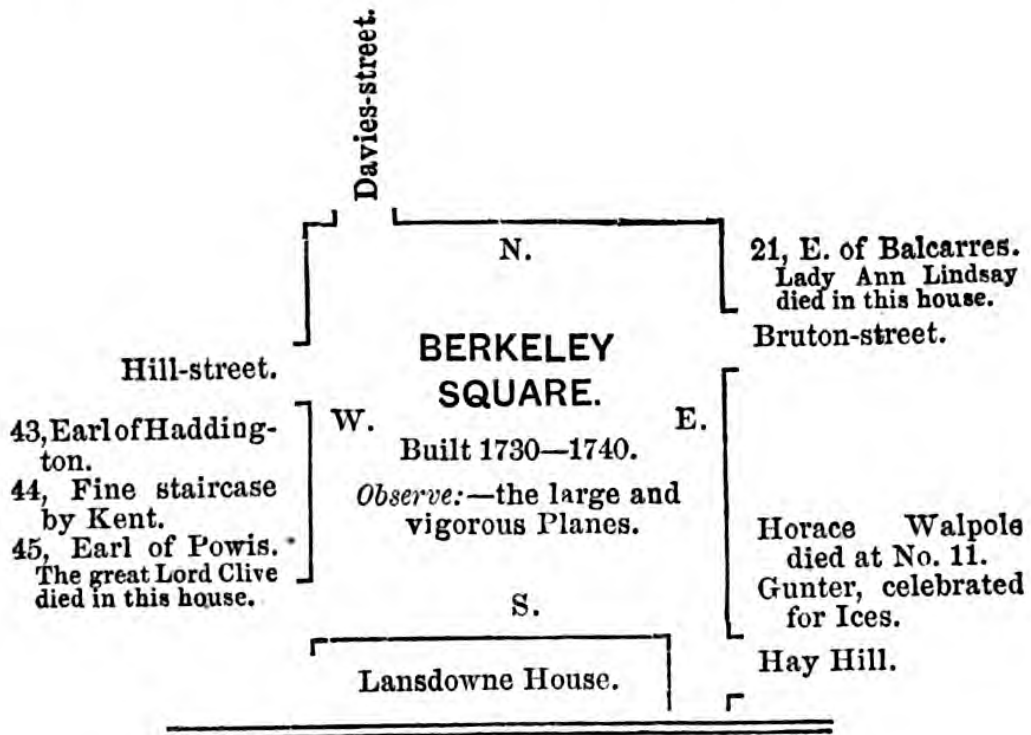 Davies-street.
N.
21, E. of Balcarres.
Lady Ann Lindsay
died in this house.
Bruton-street.
Hill-street.
BERKELEY
SQUARE.
W.
E.
Built 1730—1740.
Observe:—the large and
vigorous Planes.
43, Earl of Hadding-
ton.
44, Fine staircase
by Kent.
45, Earl of Powis.
The great Lord Clive
died in this house.
Horace Walpole
died at No. 11.
Gunter, celebrated
for Ices.
S.
Hay Hill.
Lansdowne House.